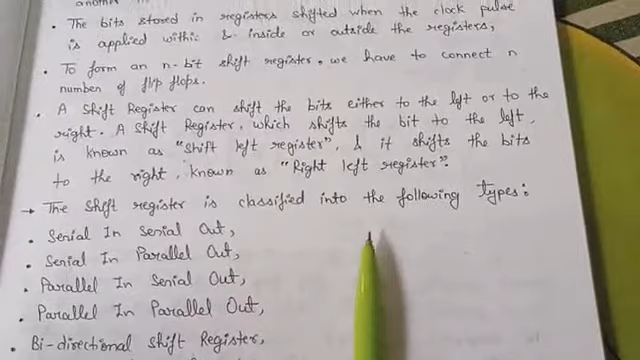 another
• The bits stored in registers shifted when the clock pulse
is applied within & inside or outside the registers,
• To form an n-bit shift register, we have to connect n
number of flip flops.
• A Shift Register can shift the bits either to the left or to the
right. A Shift Register, which shifts the bit to the left,
is known as "Shift left register", & it shifts the bits
to the right, known as "Right left register".
→ The shift register is classified into the following types:
• Serial In Serial Out,
• Serial In Parallel Out,
• Parallel In Serial Out,
• Parallel In Parallel Out,
• Bi-directional Shift Register,